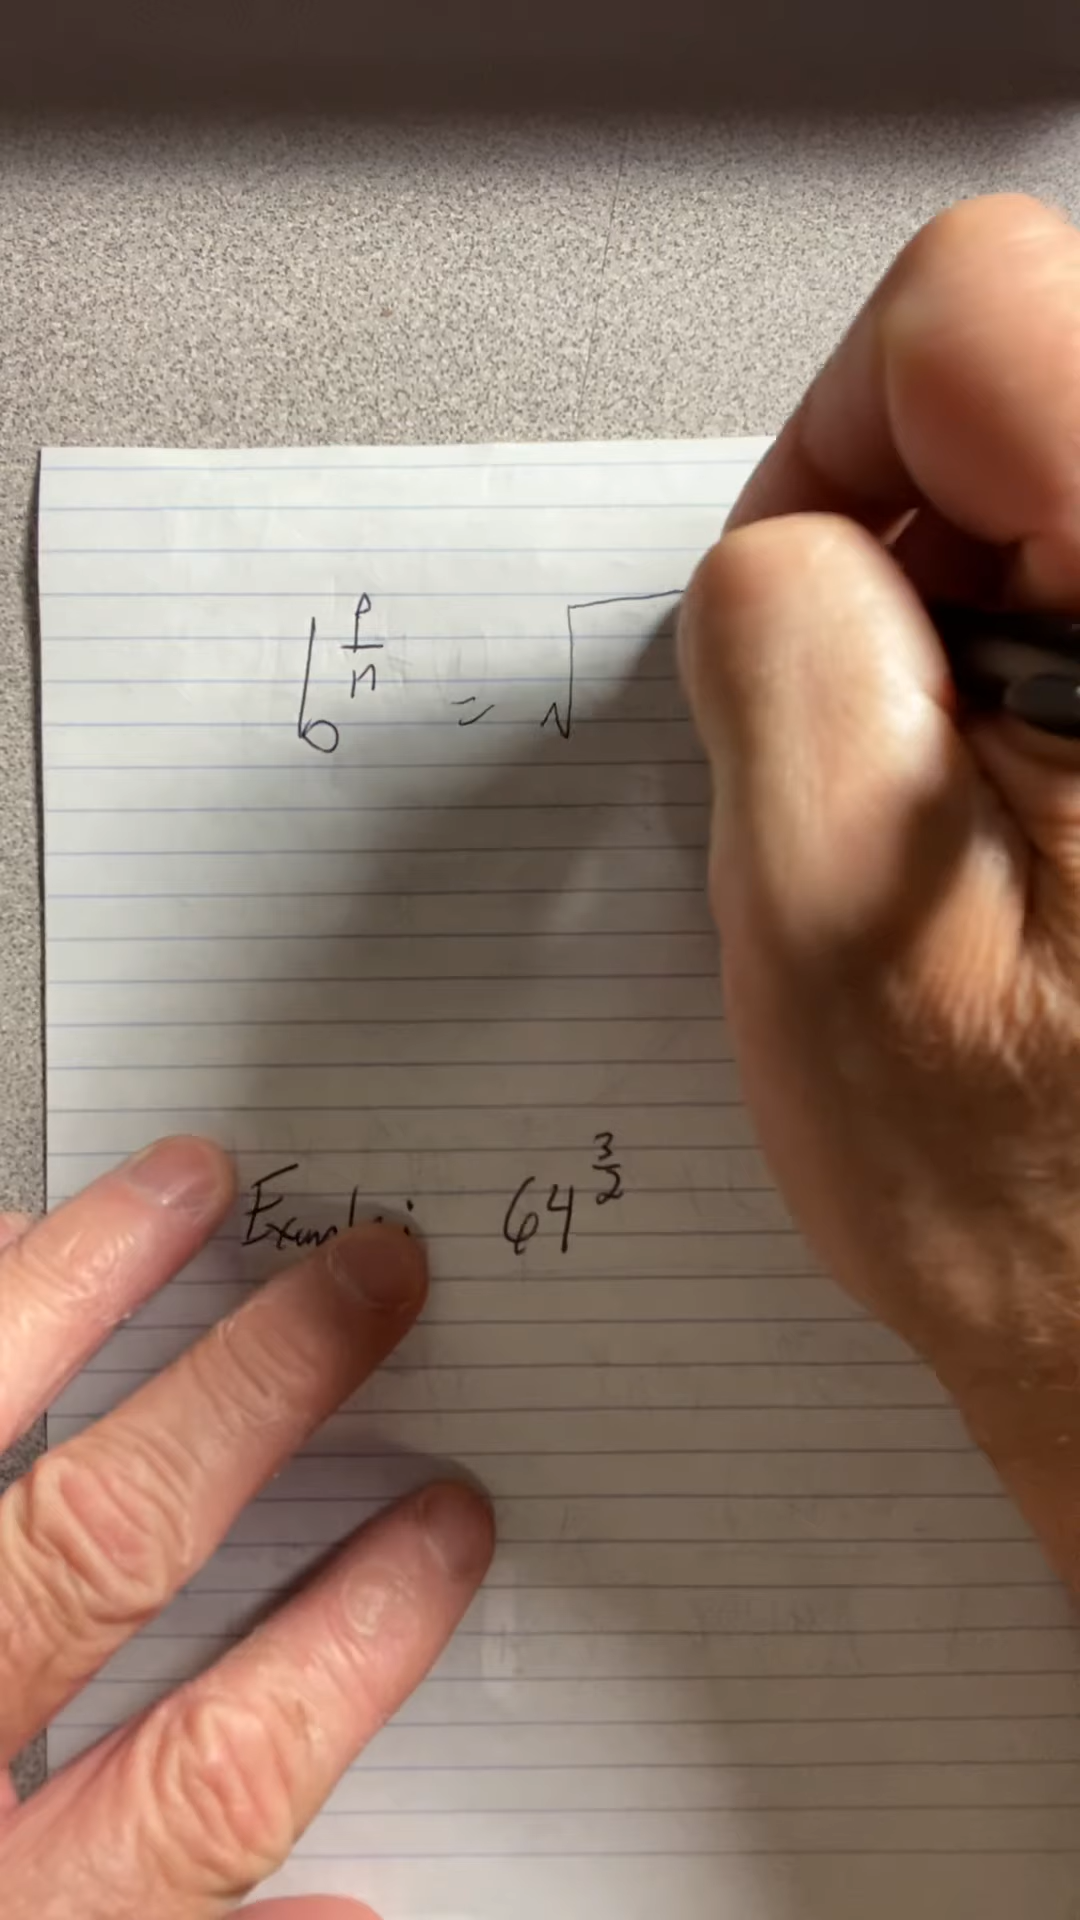 b^(p/n) = √
Example: 64^(3/2)